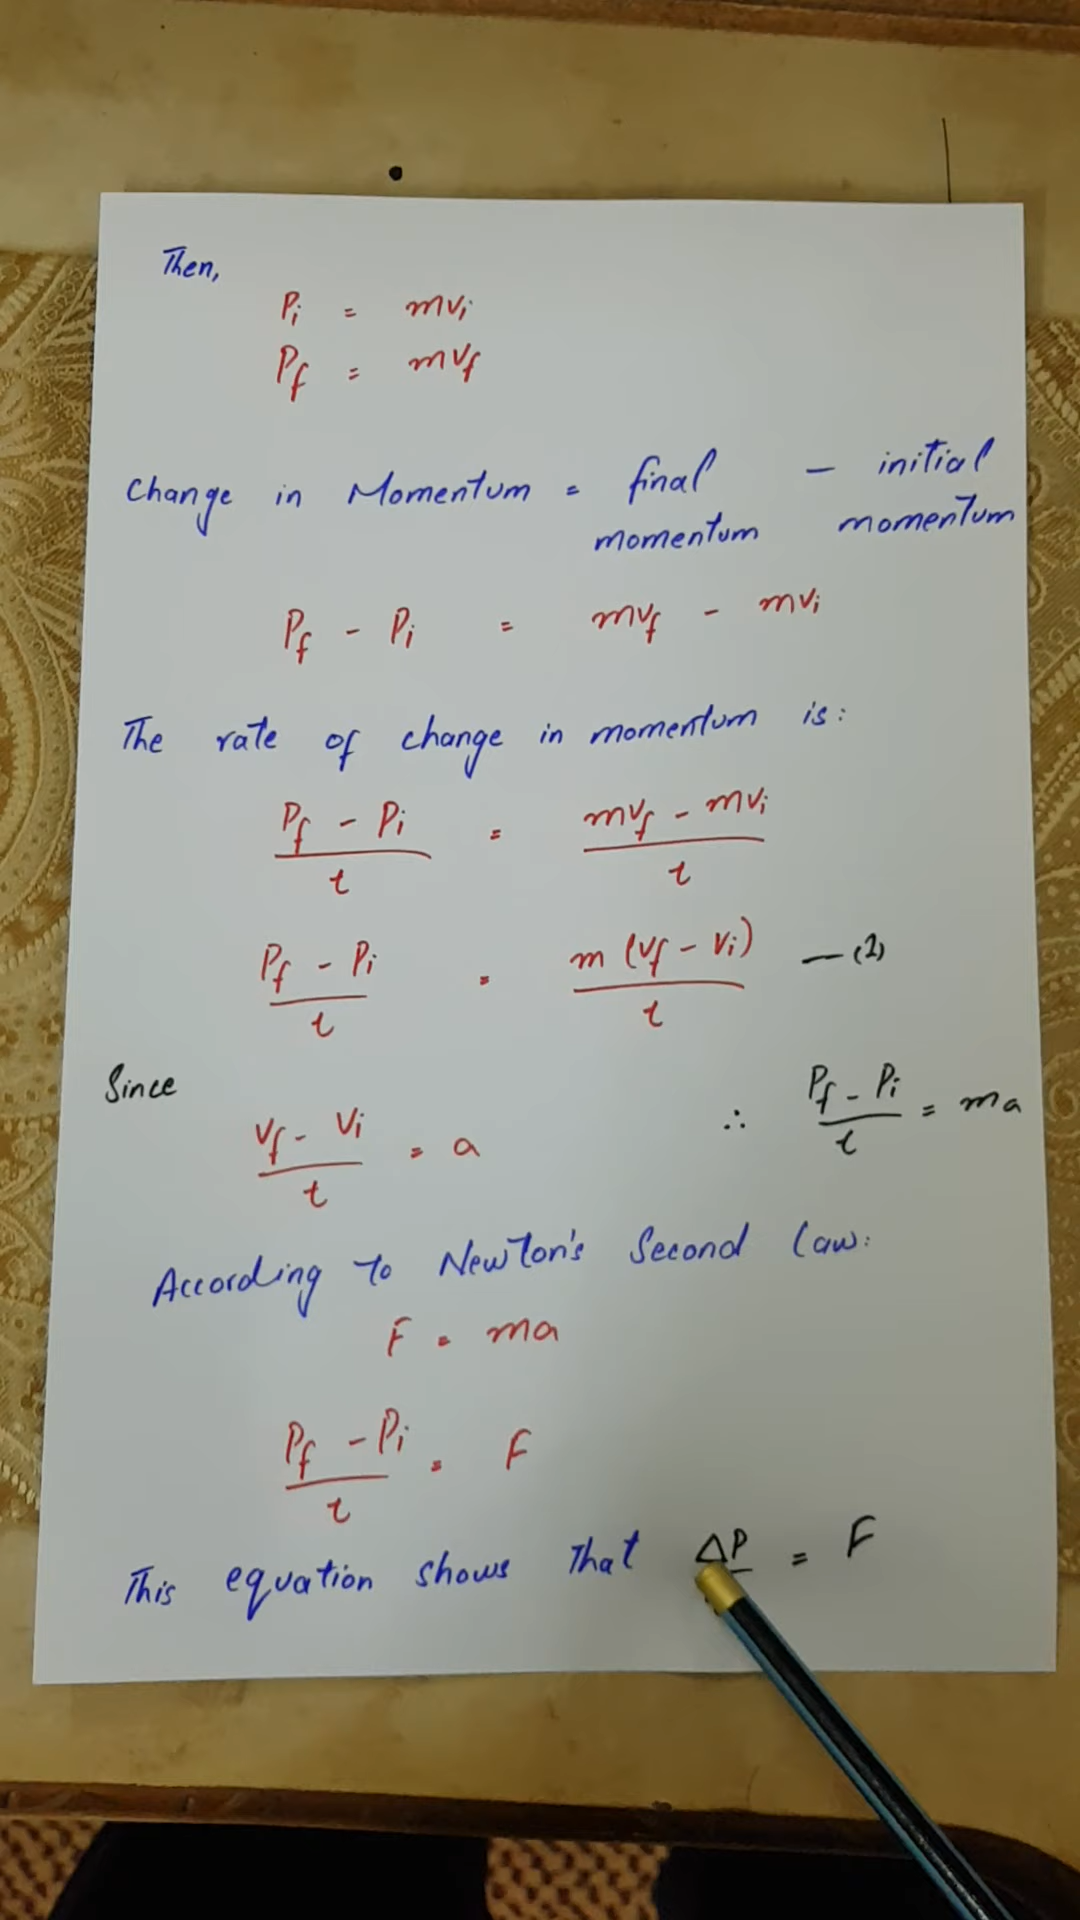 Then,
Pi = mvi
Pf = mvf
Change in Momentum = final momentum - initial momentum
Pf - Pi = mvf - mvi
The rate of change in momentum is:
Pf - Pi / t = mvf - mvi / t
Pf - Pi / t = m (vf - vi) / t — (2)
Since
vf - vi / t = a ∴ Pf - Pi / t = ma
According to Newton's Second Law:
F = ma
Pf - Pi / t = F
This equation shows that ΔP = F